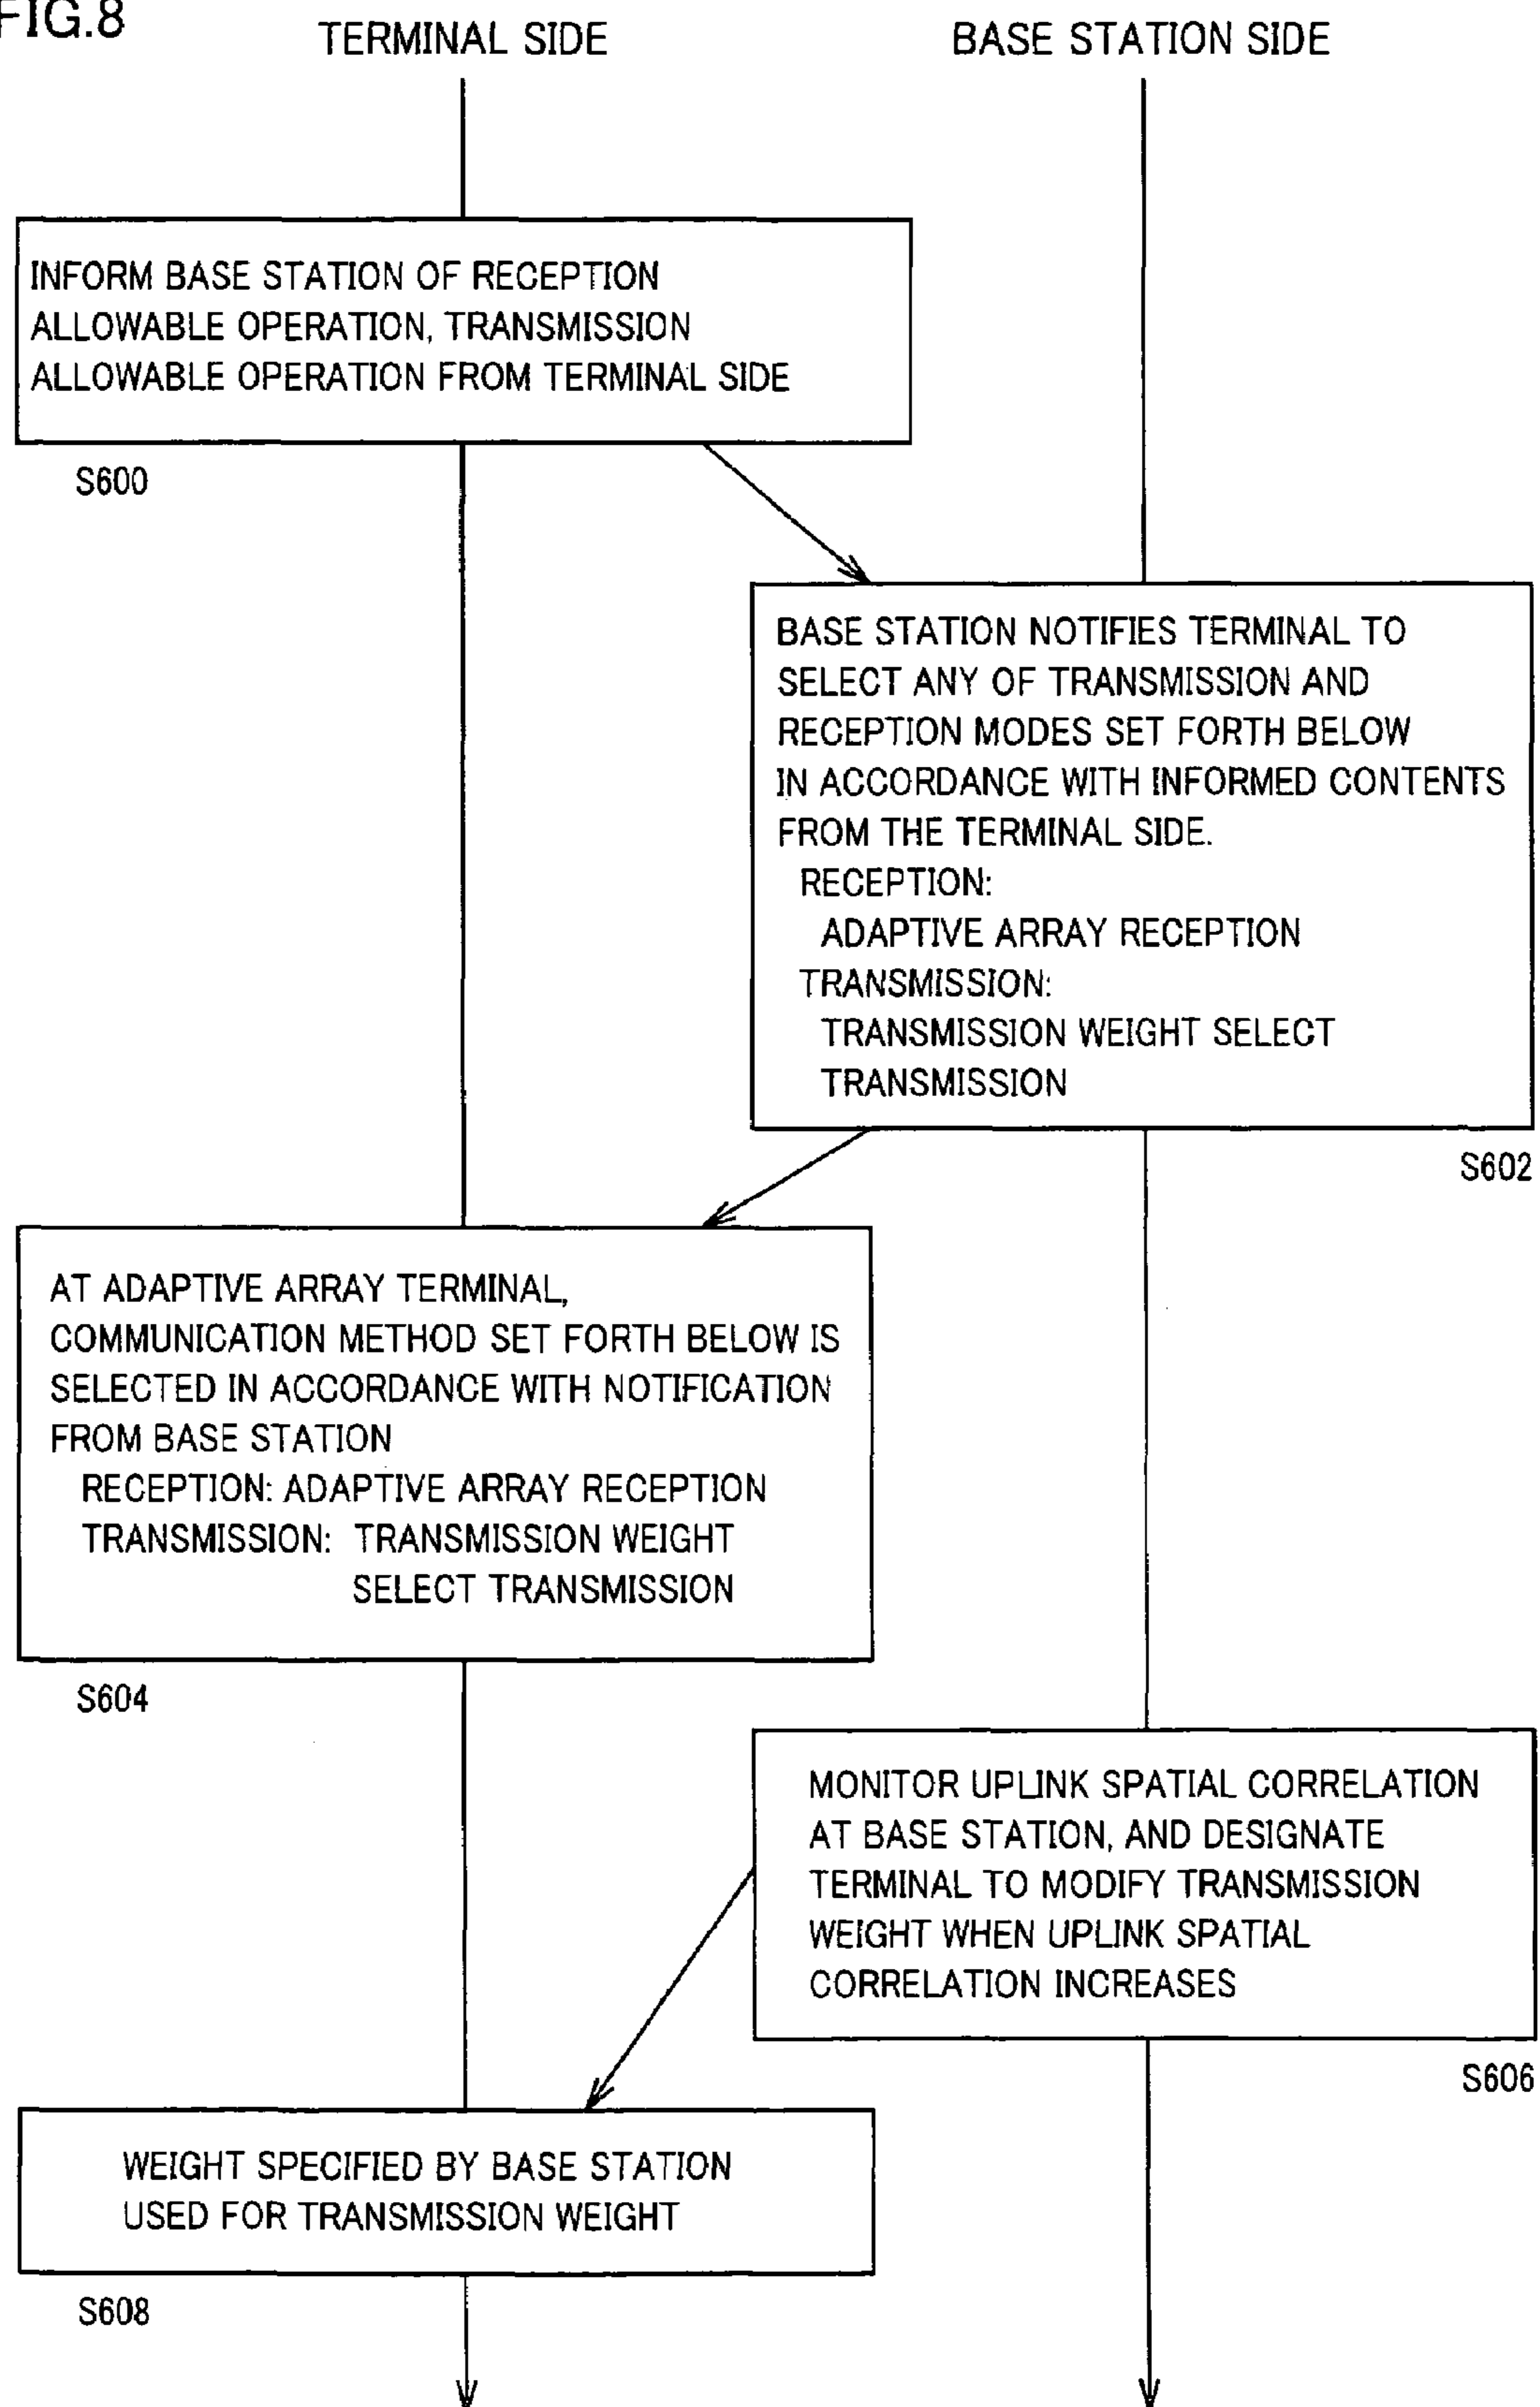 FIG.8
TERMINAL SIDE
BASE STATION SIDE
INFORM BASE STATION OF RECEPTION
ALLOWABLE OPERATION, TRANSMISSION
ALLOWABLE OPERATION FROM TERMINAL SIDE
S600
BASE STATION NOTIFIES TERMINAL TO
SELECT ANY OF TRANSMISSION AND
RECEPTION MODES SET FORTH BELOW
IN ACCORDANCE WITH INFORMED CONTENTS
FROM THE TERMINAL SIDE.
RECEPTION:
ADAPTIVE ARRAY RECEPTION
TRANSMISSION:
TRANSMISSION WEIGHT SELECT
TRANSMISSION
S602
AT ADAPTIVE ARRAY TERMINAL,
COMMUNICATION METHOD SET FORTH BELOW IS
SELECTED IN ACCORDANCE WITH NOTIFICATION
FROM BASE STATION
RECEPTION: ADAPTIVE ARRAY RECEPTION
TRANSMISSION: TRANSMISSION WEIGHT
SELECT TRANSMISSION
S604
MONITOR UPLINK SPATIAL CORRELATION
AT BASE STATION, AND DESIGNATE
TERMINAL TO MODIFY TRANSMISSION
WEIGHT WHEN UPLINK SPATIAL
CORRELATION INCREASES
S606
WEIGHT SPECIFIED BY BASE STATION
USED FOR TRANSMISSION WEIGHT
S608